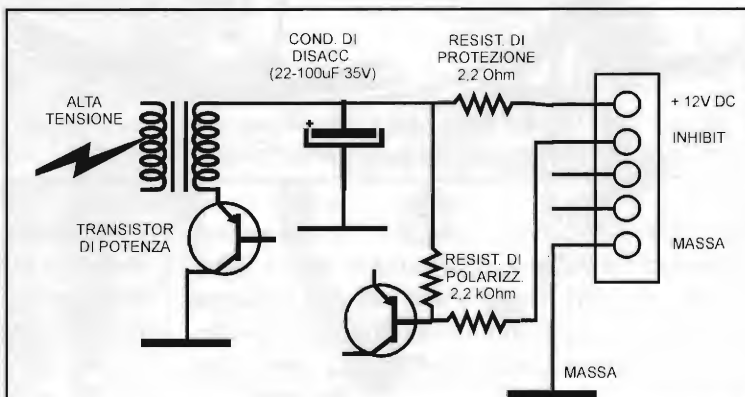 COND. DI
DISACC
(22-100uF 35V)
RESIST. DI
PROTEZIONE
2,2 Ohm
ALTA
TENSIONE
+
+ 12V DC
INHIBIT
TRANSISTOR
DI POTENZA
RESIST. DI
POLARIZZ.
2,2 kOhm
MASSA
MASSA